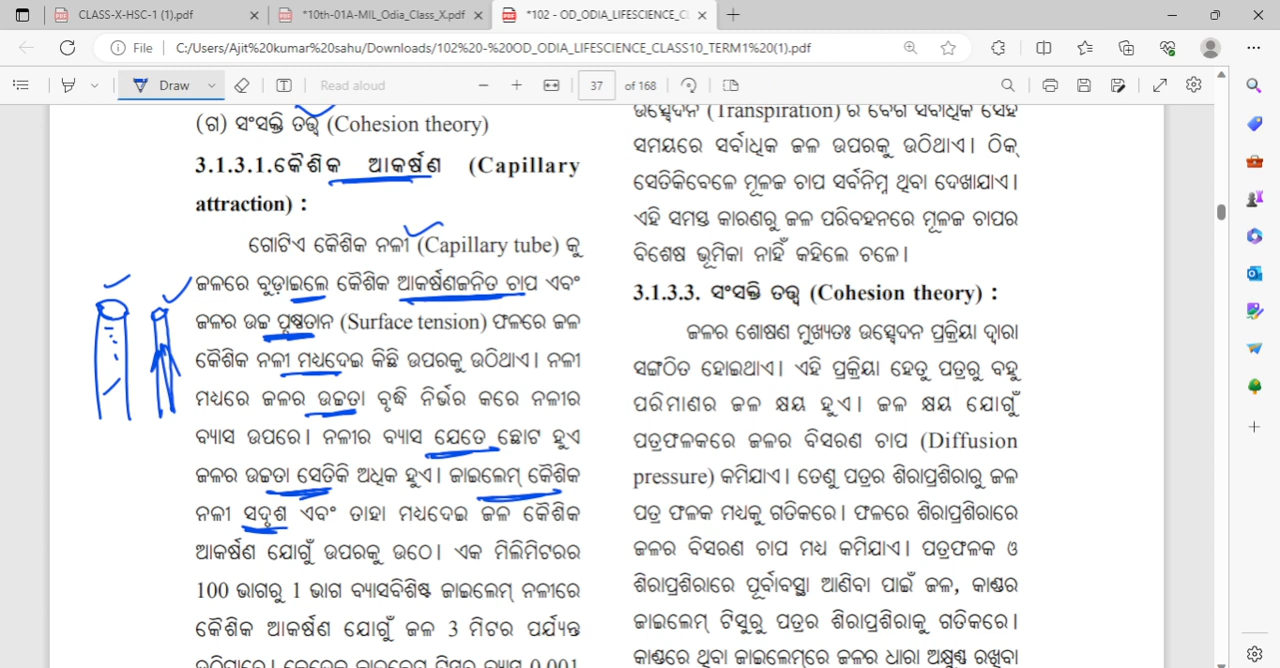 CLASS-X-HSC-1 (1).pdf
*10th-01A-MIL_Odia_Class_X.pdf
*102 - OD_ODIA_LIFESCIENCE_CL
File
C:/Users/Ajit%20kumar%20sahu/Downloads/102%20-%20OD_ODIA_LIFESCIENCE_CLASS10_TERM1%20(1).pdf
Draw
Read aloud
37 of 168
(ଗ) ସଂସକ୍ତି ତତ୍ତ୍ୱ (Cohesion theory)
3.1.3.1.କୈଶିକ ଆକର୍ଷଣ (Capillary
attraction) :
ଗୋଟିଏ କୈଶିକ ନଳୀ (Capillary tube) କୁ
ଜଳରେ ବୁଡ଼ାଇଲେ କୈଶିକ ଆକର୍ଷଣଜନିତ ଚାପ ଏବଂ
ଜଳର ଉଚ୍ଚ ପୃଷ୍ଠତାନ (Surface tension) ଫଳରେ ଜଳ
କୈଶିକ ନଳୀ ମଧ୍ୟଦେଇ କିଛି ଉପରକୁ ଉଠିଥାଏ। ନଳୀ
ମଧ୍ୟରେ ଜଳର ଉଚ୍ଚତା ବୃଦ୍ଧି ନିର୍ଭର କରେ ନଳୀର
ବ୍ୟାସ ଉପରେ। ନଳୀର ବ୍ୟାସ ଯେତେ ଛୋଟ ହୁଏ
ଜଳର ଉଚ୍ଚତା ସେତିକି ଅଧିକ ହୁଏ। ଜାଇଲେମ୍ କୈଶିକ
ନଳୀ ସଦୃଶ ଏବଂ ତାହା ମଧ୍ୟଦେଇ ଜଳ କୈଶିକ
ଆକର୍ଷଣ ଯୋଗୁଁ ଉପରକୁ ଉଠେ। ଏକ ମିଲିମିଟରର
100 ଭାଗରୁ 1 ଭାଗ ବ୍ୟାସବିଶିଷ୍ଟ ଜାଇଲେମ୍ ନଳୀରେ
କୈଶିକ ଆକର୍ଷଣ ଯୋଗୁଁ ଜଳ 3 ମିଟର ପର୍ଯ୍ୟନ୍ତ
0.001
ଉତ୍ସ୍ୱେଦନ (Transpiration) ର ବେଗ ସର୍ବାଧିକ ସେହି
ସମୟରେ ସର୍ବାଧିକ ଜଳ ଉପରକୁ ଉଠିଥାଏ। ଠିକ୍
ସେତିକିବେଳେ ମୂଳଜ ଚାପ ସର୍ବନିମ୍ନ ଥିବା ଦେଖାଯାଏ।
ଏହି ସମସ୍ତ କାରଣରୁ ଜଳ ପରିବହନରେ ମୂଳଜ ଚାପର
ବିଶେଷ ଭୂମିକା ନାହିଁ କହିଲେ ଚଳେ।
3.1.3.3. ସଂସକ୍ତି ତତ୍ତ୍ୱ (Cohesion theory) :
ଜଳର ଶୋଷଣ ମୁଖ୍ୟତଃ ଉତ୍ସ୍ୱେଦନ ପ୍ରକ୍ରିୟା ଦ୍ୱାରା
ସଙ୍ଗଠିତ ହୋଇଥାଏ। ଏହି ପ୍ରକ୍ରିୟା ହେତୁ ପତ୍ରରୁ ବହୁ
ପରିମାଣର ଜଳ କ୍ଷୟ ହୁଏ। ଜଳ କ୍ଷୟ ଯୋଗୁଁ
ପତ୍ରଫଳକରେ ଜଳର ବିସରଣ ଚାପ (Diffusion
pressure) କମିଯାଏ। ତେଣୁ ପତ୍ରର ଶିରାପ୍ରଶିରାରୁ ଜଳ
ପତ୍ର ଫଳକ ମଧ୍ୟକୁ ଗତିକରେ। ଫଳରେ ଶିରାପ୍ରଶିରାରେ
ଜଳର ବିସରଣ ଚାପ ମଧ୍ୟ କମିଯାଏ। ପତ୍ରଫଳକ ଓ
ଶିରାପ୍ରଶିରାରେ ପୂର୍ବାବସ୍ଥା ଆଣିବା ପାଇଁ ଜଳ, କାଣ୍ଡର
ଜାଇଲେମ୍ ଟିସୁରୁ ପତ୍ରର ଶିରାପ୍ରଶିରାକୁ ଗତିକରେ।
କାଣ୍ଡରେ ଥିବା ଜାଇଲେମ୍‌ରେ ଜଳର ଧାରା ଅକ୍ଷୁଣ୍ଣ ରଖିବା